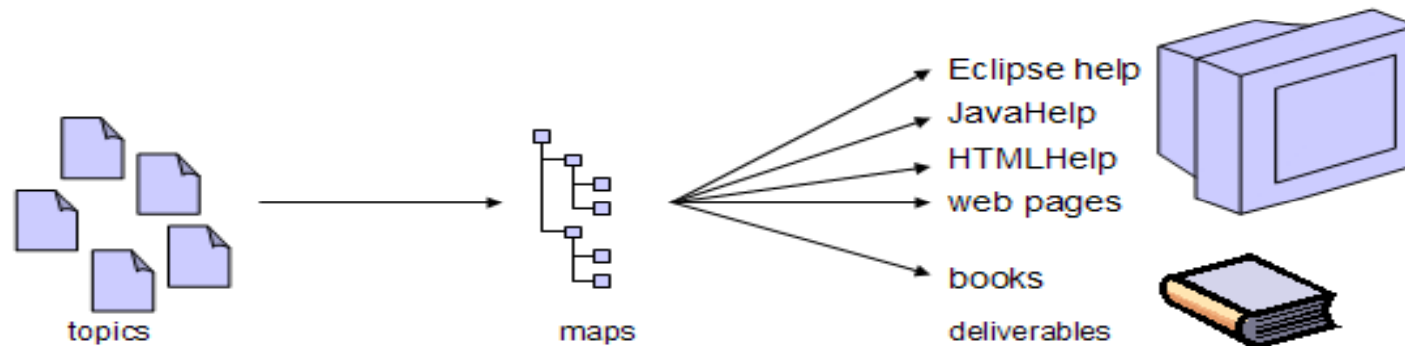 Eclipse help
JavaHelp
HTMLHelp
web pages
books
topics
maps
deliverables